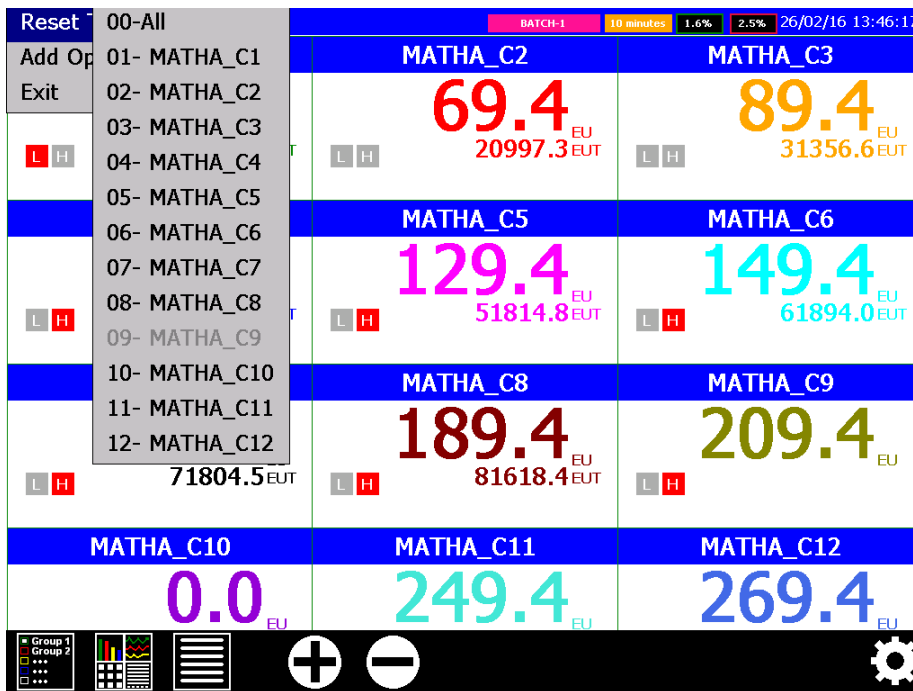 Reset
00-All
BATCH-1
10 minutes
1.6%
2.5%
26/02/16 13:46:17
Add Op
01- MATHA_C1
MATHA_C2
MATHA_C3
Exit
02- MATHA_C2
69.4 EU
89.4 EU
03- MATHA_C3
L H
20997.3 EUT
L H
31356.6 EUT
L H
04- MATHA_C4
05- MATHA_C5
MATHA_C5
MATHA_C6
06- MATHA_C6
129.4 EU
149.4 EU
07- MATHA_C7
08- MATHA_C8
51814.8 EUT
61894.0 EUT
L H
L H
L H
09- MATHA_C9
10- MATHA_C10
MATHA_C8
MATHA_C9
11- MATHA_C11
189.4 EU
209.4 EU
12- MATHA_C12
71804.5 EUT
81618.4 EUT
L H
L H
L H
MATHA_C10
MATHA_C11
MATHA_C12
0.0 EU
249.4 EU
269.4 EU
Group 1
Group 2